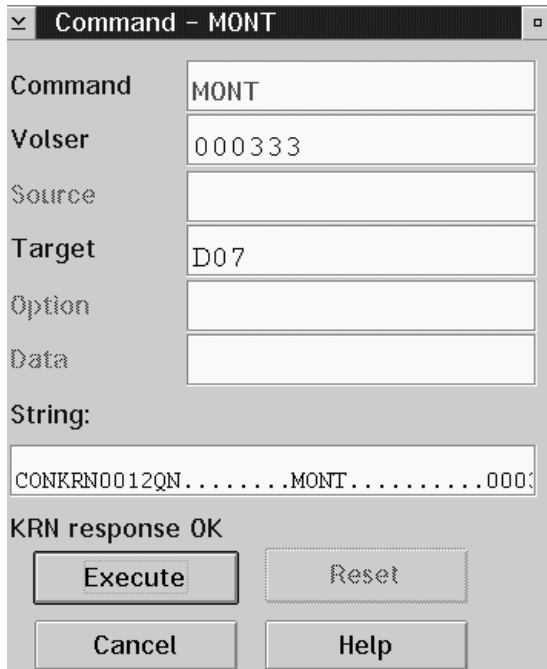 Command - MONT
Command MONT
Volser 000333
Source
Target D07
Option
Data
String:
CONKRN0012QN........MONT..........000
KRN response OK
Execute Reset
Cancel Help